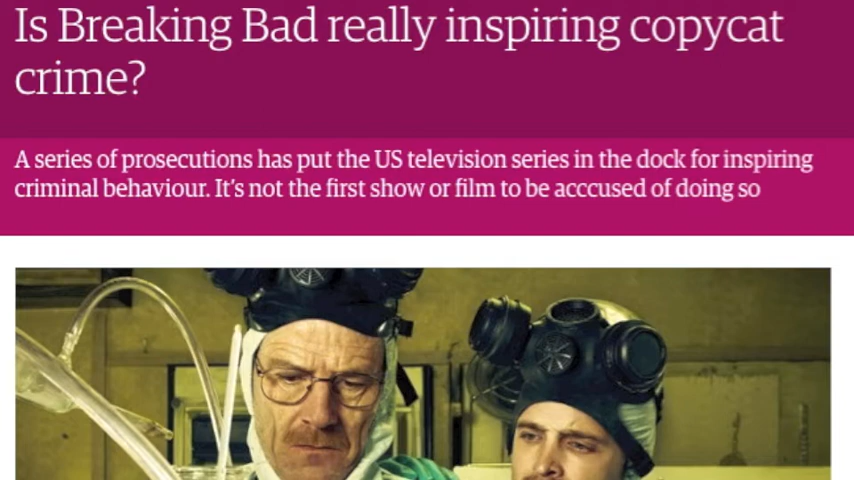 Is Breaking Bad really inspiring copycat
crime?
A series of prosecutions has put the US television series in the dock for inspiring
criminal behaviour. It's not the first show or film to be acccused of doing so